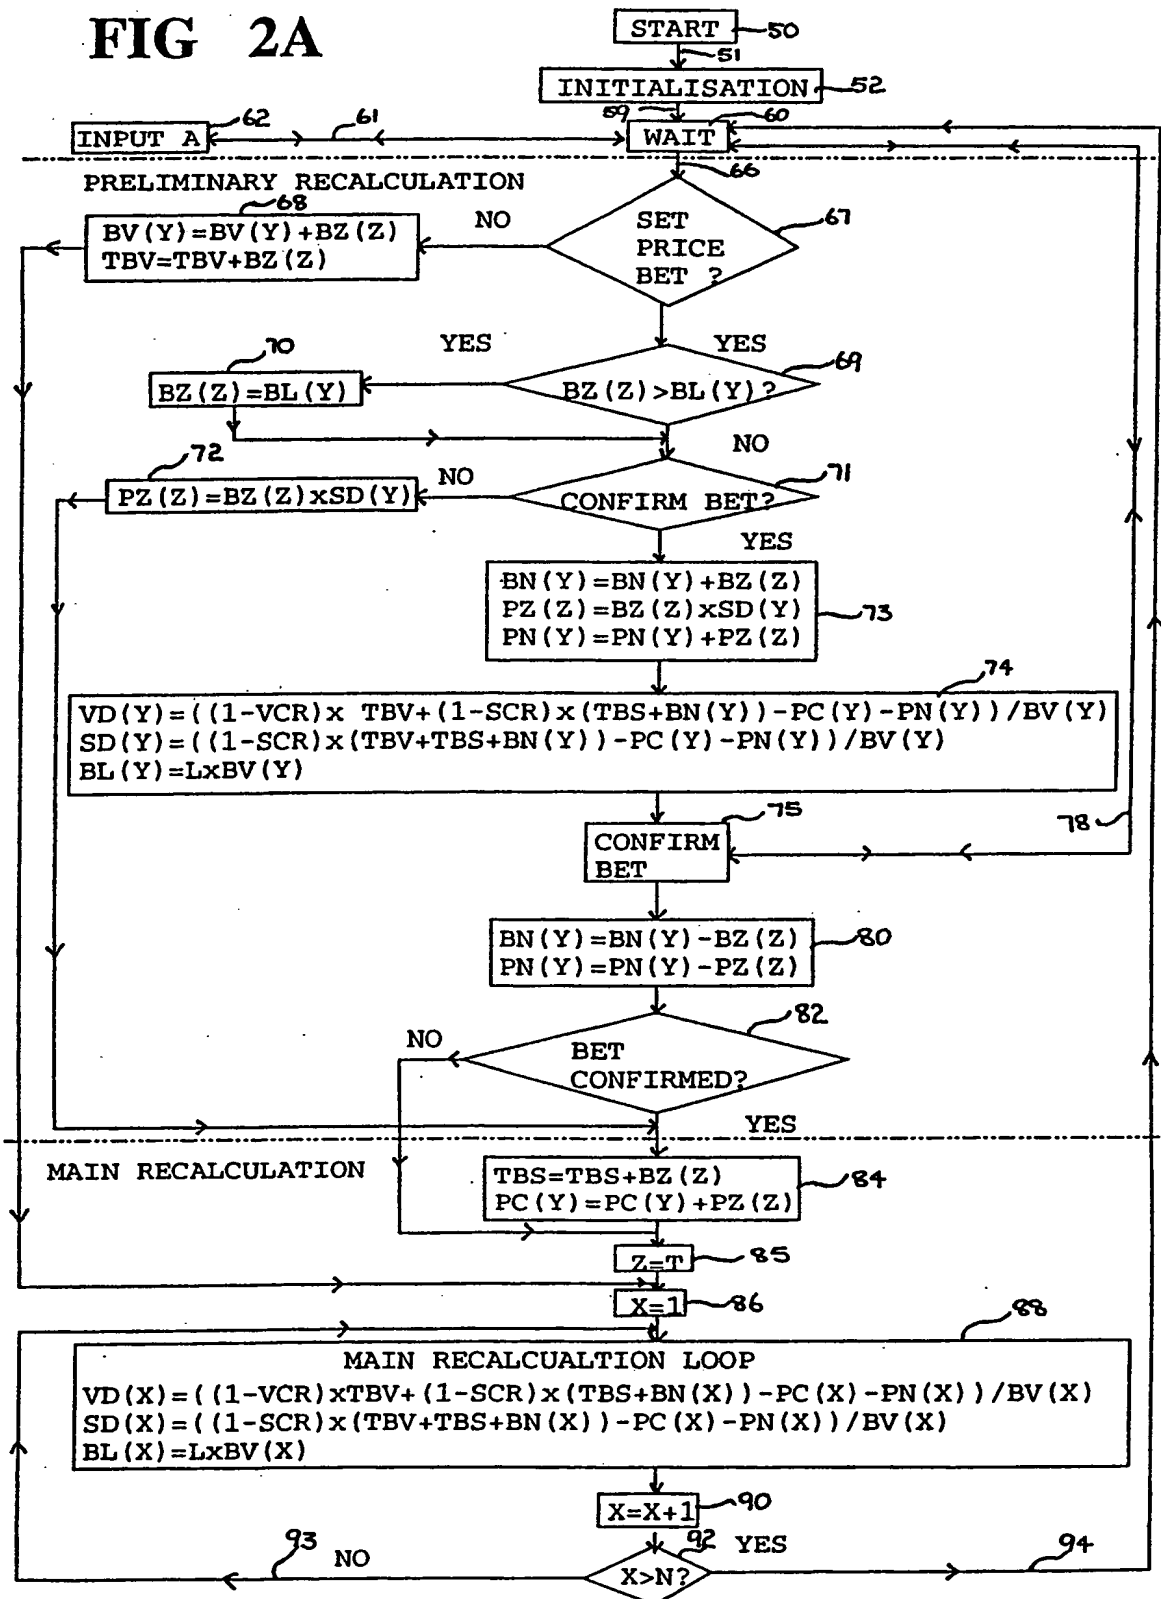 FIG 2A
START 50
51
INITIALISATION 52
59
INPUT A 62
61
WAIT 60
66
PRELIMINARY RECALCULATION
68
BV(Y)=BV(Y)+BZ(Z)
TBV=TBV+BZ(Z)
NO
SET
PRICE
BET ?
67
YES
YES
70
BZ(Z)=BL(Y)
BZ(Z)>BL(Y)?
69
NO
72
PZ(Z)=BZ(Z)xSD(Y)
NO
CONFIRM BET?
71
YES
BN(Y)=BN(Y)+BZ(Z)
PZ(Z)=BZ(Z)xSD(Y)
PN(Y)=PN(Y)+PZ(Z)
73
74
VD(Y)=((1-VCR)x TBV+(1-SCR)x(TBS+BN(Y))-PC(Y)-PN(Y))/BV(Y)
SD(Y)=((1-SCR)x(TBV+TBS+BN(Y))-PC(Y)-PN(Y))/BV(Y)
BL(Y)=LxBV(Y)
75
CONFIRM
BET
78
BN(Y)=BN(Y)-BZ(Z)
PN(Y)=PN(Y)-PZ(Z)
80
82
NO
BET
CONFIRMED?
YES
MAIN RECALCULATION
TBS=TBS+BZ(Z)
PC(Y)=PC(Y)+PZ(Z)
84
Z=T 85
X=1 86
88
MAIN RECALCUALTION LOOP
VD(X)=((1-VCR)xTBV+(1-SCR)x(TBS+BN(X))-PC(X)-PN(X))/BV(X)
SD(X)=((1-SCR)x(TBV+TBS+BN(X))-PC(X)-PN(X))/BV(X)
BL(X)=LxBV(X)
X=X+1 90
93
NO
92
X>N?
YES
94